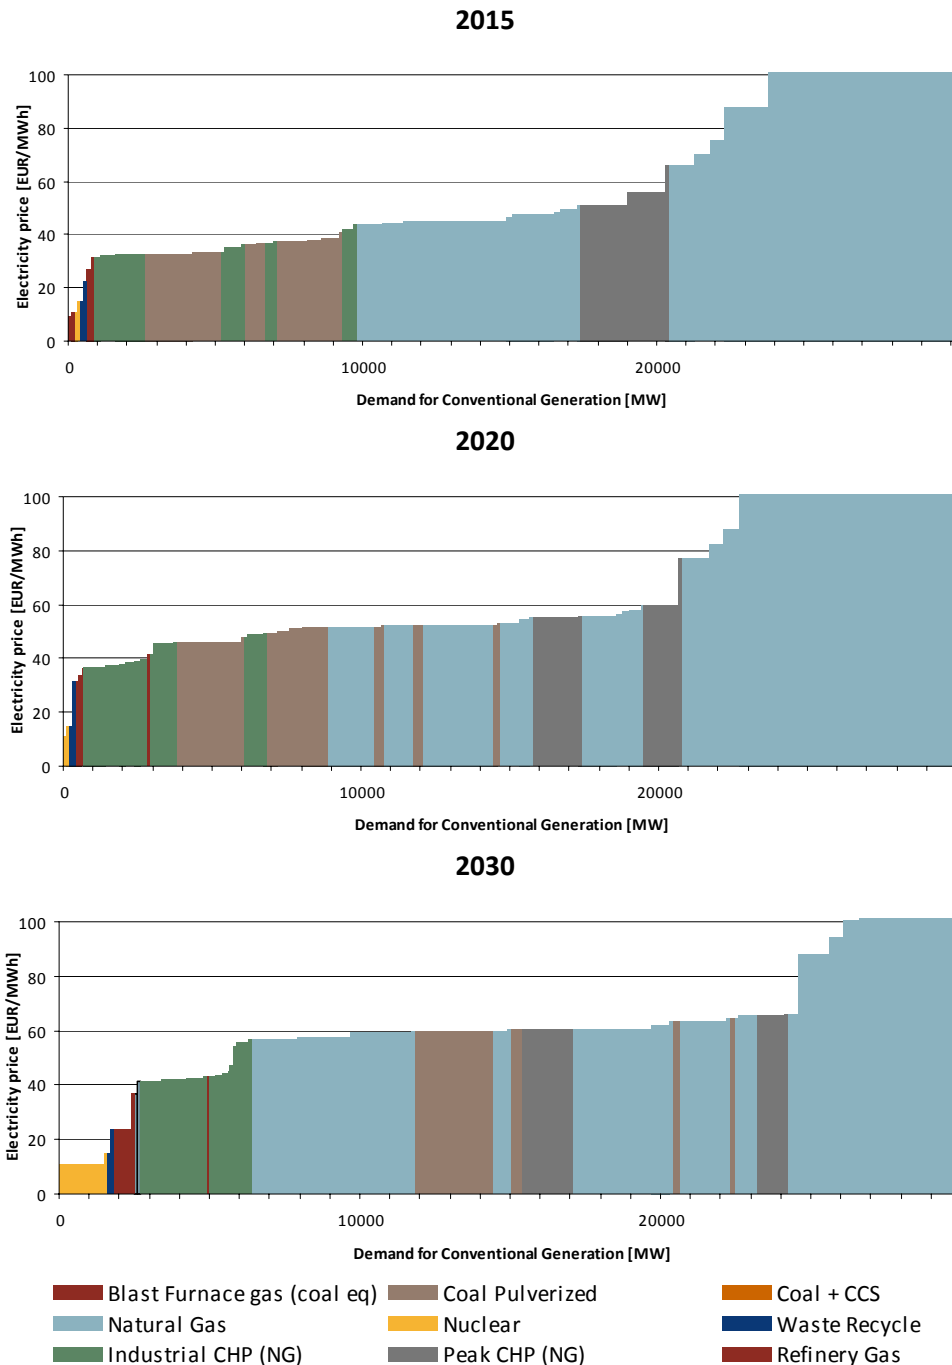 2015
Electricity price [EUR/MWh]
100
80
60
40
20
0
0 10000 20000
Demand for Conventional Generation [MW]
2020
Electricity price [EUR/MWh]
100
80
60
40
20
0
0 10000 20000
Demand for Conventional Generation [MW]
2030
Electricity price [EUR/MWh]
100
80
60
40
20
0
0 10000 20000
Demand for Conventional Generation [MW]
Blast Furnace gas (coal eq) Coal Pulverized Coal + CCS
Natural Gas Nuclear Waste Recycle
Industrial CHP (NG) Peak CHP (NG) Refinery Gas